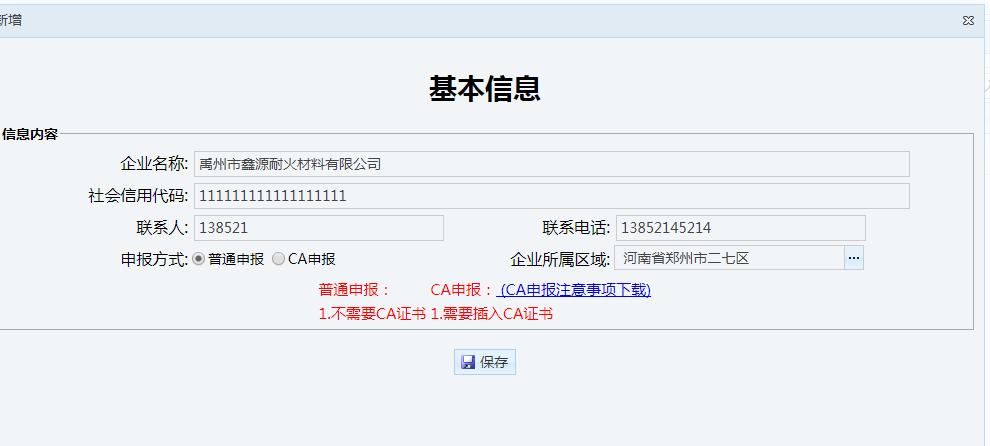 新增
基本信息
信息内容
企业名称: 禹州市鑫源耐火材料有限公司
社会信用代码: 111111111111111111
联系人: 138521 联系电话: 13852145214
申报方式: 普通申报 CA申报 企业所属区域: 河南省郑州市二七区 ...
普通申报： CA申报： (CA申报注意事项下载)
1.不需要CA证书 1.需要插入CA证书
保存